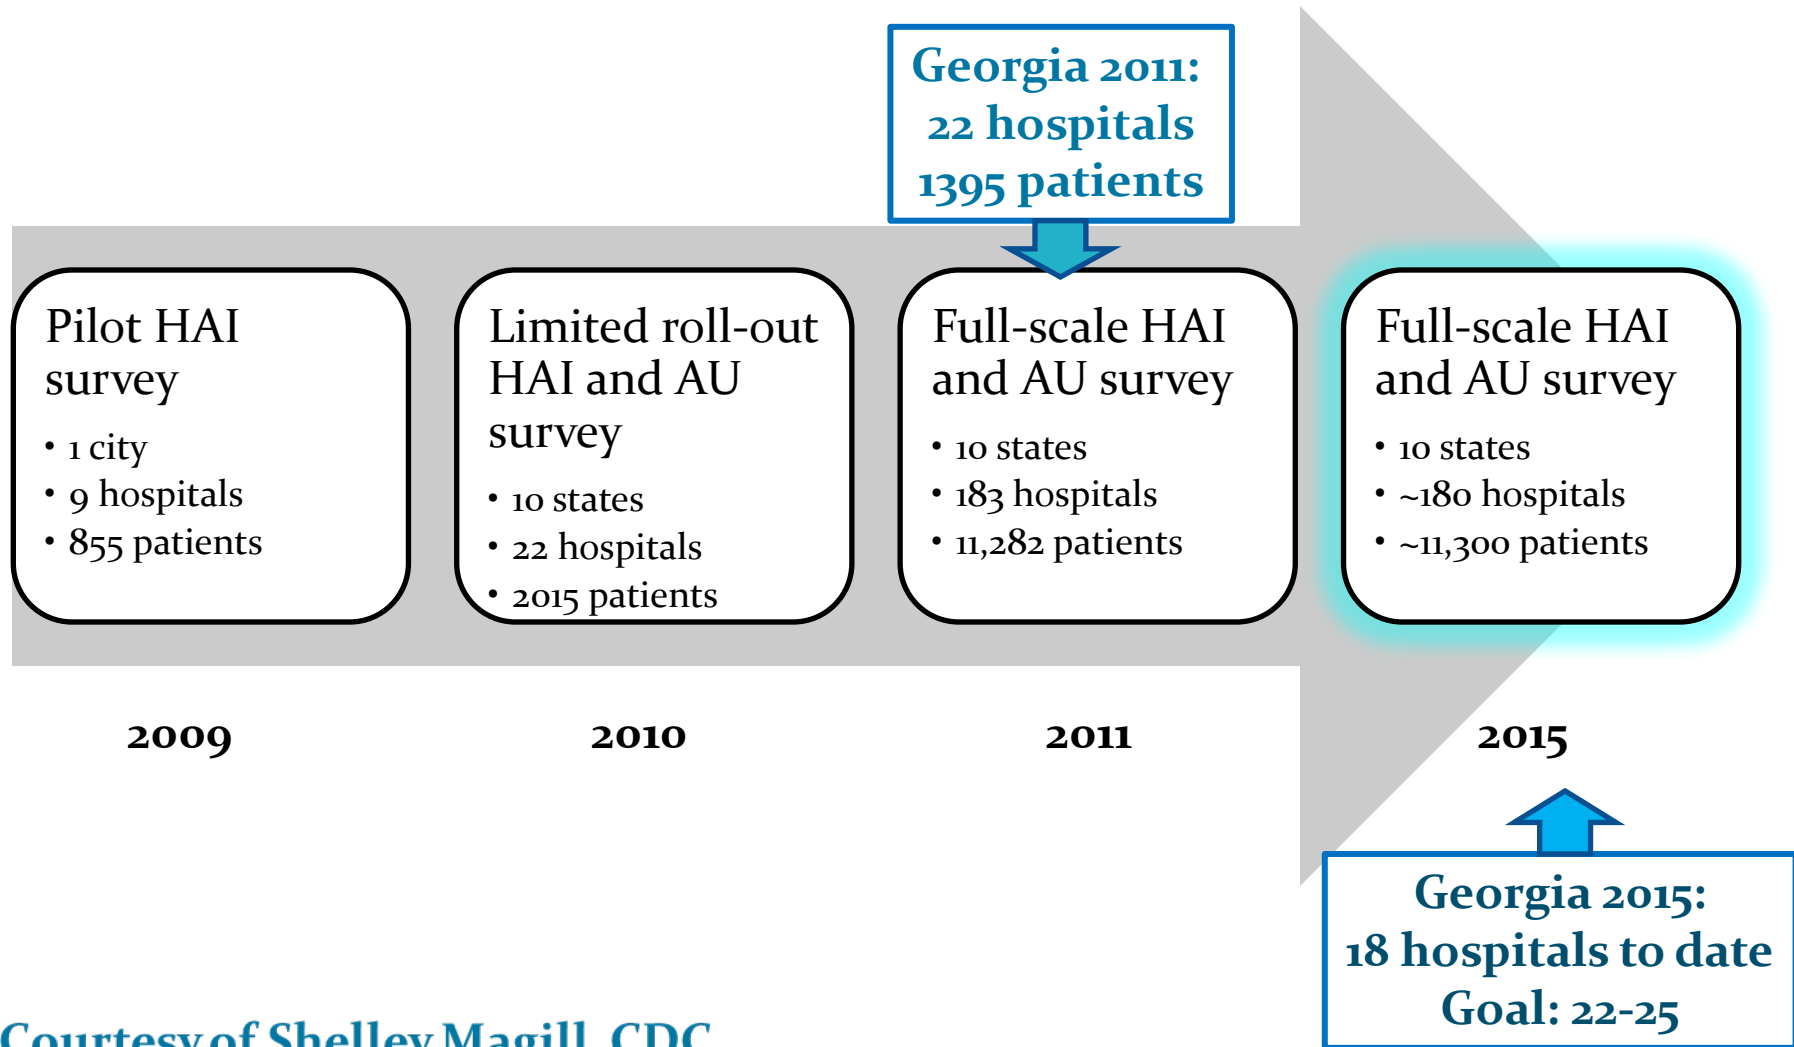 Georgia 2011:
22 hospitals
1395 patients
Pilot HAI
survey
• 1 city
• 9 hospitals
• 855 patients
Limited roll-out
HAI and AU
survey
• 10 states
• 22 hospitals
• 2015 patients
Full-scale HAI
and AU survey
• 10 states
• 183 hospitals
• 11,282 patients
Full-scale HAI
and AU survey
• 10 states
• ~180 hospitals
• ~11,300 patients
2009
2010
2011
2015
Georgia 2015:
18 hospitals to date
Goal: 22-25
Courtesy of Shelley Magill, CDC